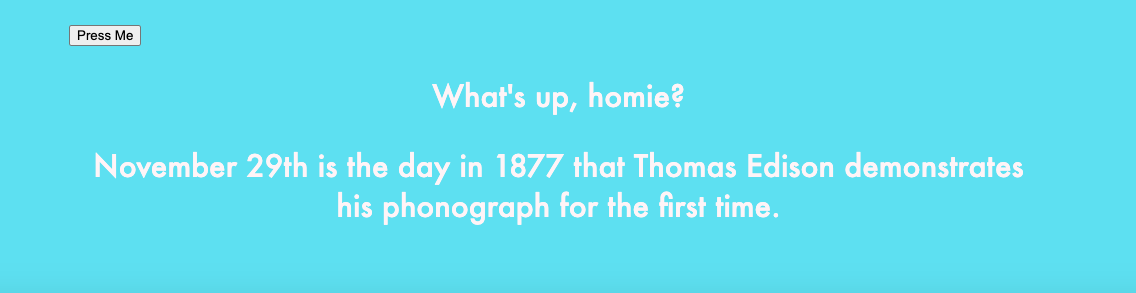 Press Me
What's up, homie?
November 29th is the day in 1877 that Thomas Edison demonstrates
his phonograph for the first time.